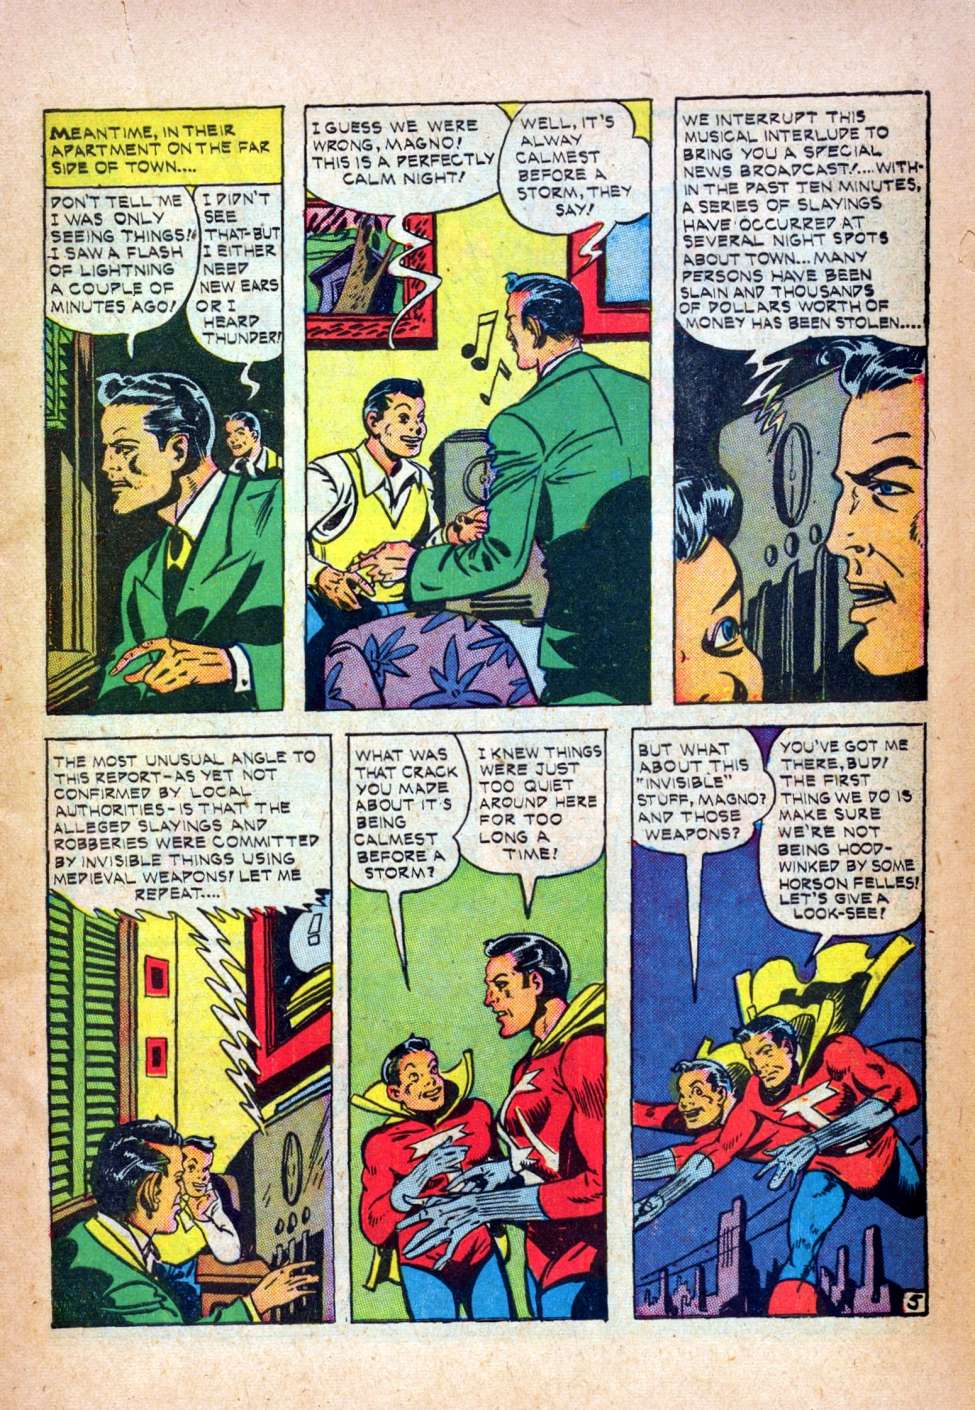 MEANTIME, IN THEIR
APARTMENT ON THE FAR
SIDE OF TOWN....
DON'T TELL ME
I WAS ONLY
SEEING THINGS!
I SAW A FLASH
OF LIGHTNING
A COUPLE OF
MINUTES AGO!
I DIDN'T
SEE
THAT-BUT
I EITHER
NEED
NEW EARS
OR I
HEARD
THUNDER!
I GUESS WE WERE
WRONG, MAGNO!
THIS IS A PERFECTLY
CALM NIGHT!
WELL, IT'S
ALWAY
CALMEST
BEFORE A
STORM, THEY
SAY!
WE INTERRUPT THIS
MUSICAL INTERLUDE TO
BRING YOU A SPECIAL
NEWS BROADCAST!....WITH-
IN THE PAST TEN MINUTES,
A SERIES OF SLAYINGS
HAVE OCCURRED AT
SEVERAL NIGHT SPOTS
ABOUT TOWN...MANY
PERSONS HAVE BEEN
SLAIN AND THOUSANDS
OF DOLLARS WORTH OF
MONEY HAS BEEN STOLEN....
THE MOST UNUSUAL ANGLE TO
THIS REPORT-AS YET NOT
CONFIRMED BY LOCAL
AUTHORITIES-IS THAT THE
ALLEGED SLAYINGS AND
ROBBERIES WERE COMMITTED
BY INVISIBLE THINGS USING
MEDIEVAL WEAPONS! LET ME
REPEAT....
WHAT WAS
THAT CRACK
YOU MADE
ABOUT IT'S
BEING
CALMEST
BEFORE A
STORM?
I KNEW THINGS
WERE JUST
TOO QUIET
AROUND HERE
FOR TOO
LONG A
TIME!
BUT WHAT
ABOUT THIS
"INVISIBLE"
STUFF, MAGNO?
AND THOSE
WEAPONS?
YOU'VE GOT ME
THERE, BUD!
THE FIRST
THING WE DO IS
MAKE SURE
WE'RE NOT
BEING HOOD-
WINKED BY SOME
HORSON FELLES!
LET'S GIVE A
LOOK-SEE!
5